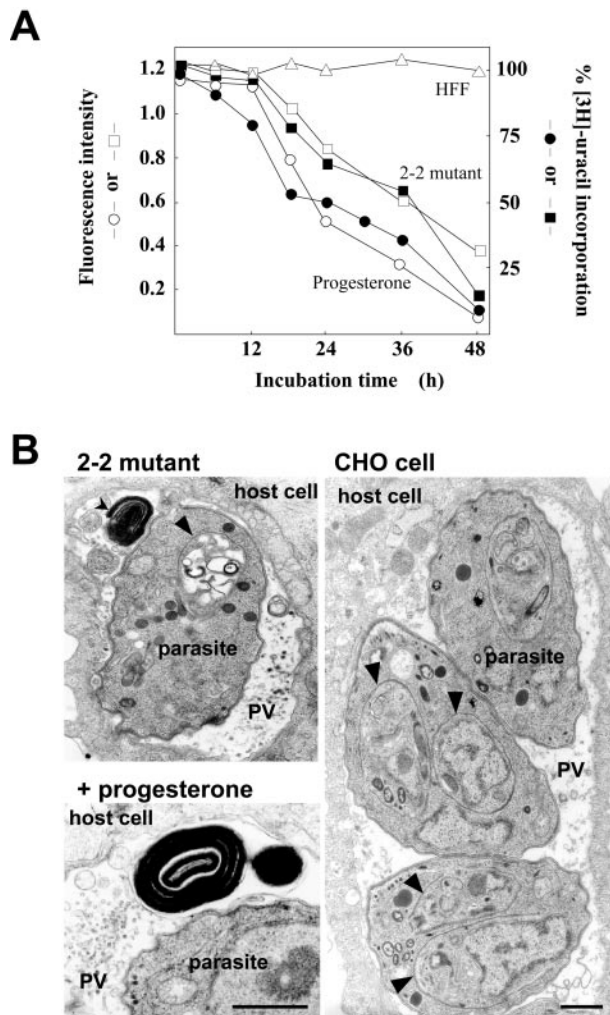 A
Fluorescence intensity
—□—
or
—○—
1.2
1.0
0.8
0.6
0.4
0.2
HFF
2-2 mutant
Progesterone
100
75
50
25
% [3H]-uracil incorporation
—●—
or
—■—
12 24 36 48
Incubation time (h)
B
2-2 mutant
host cell
parasite
PV
+ progesterone
host cell
parasite
PV
CHO cell
host cell
parasite
PV